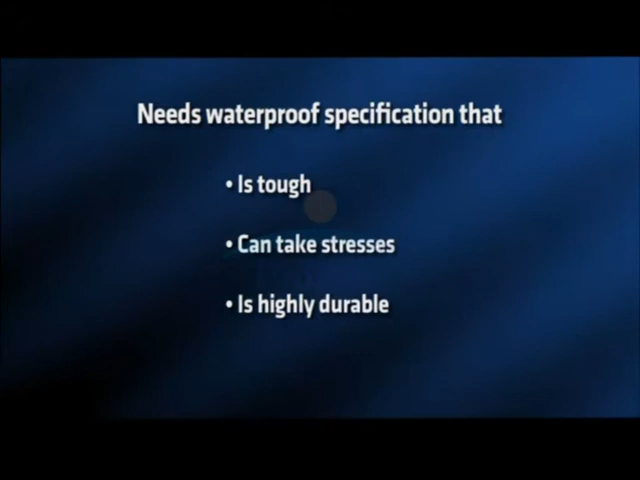 Needs waterproof specification that
• Is tough
• Can take stresses
• Is highly durable